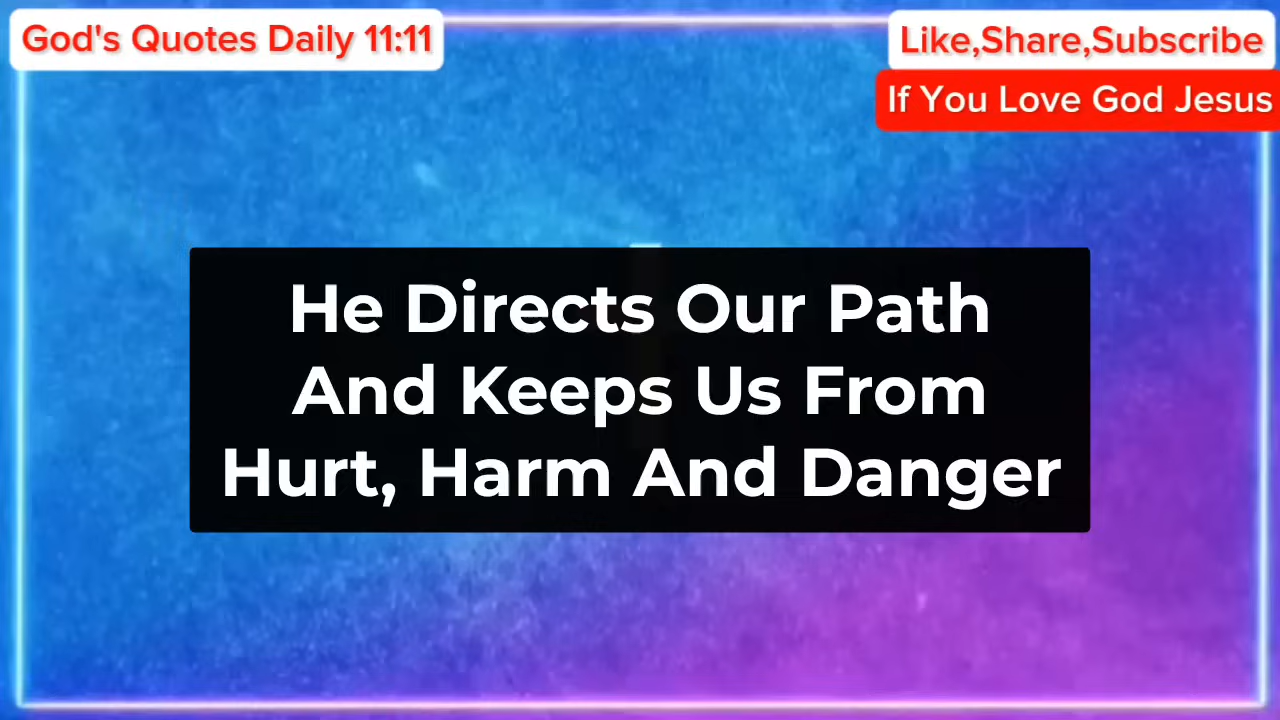 God's Quotes Daily 11:11
Like,Share,Subscribe
If You Love God Jesus
He Directs Our Path
And Keeps Us From
Hurt, Harm And Danger